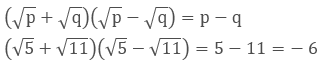 (√p + √q)(√p − √q) = p − q
(√5 + √11)(√5 − √11) = 5 − 11 = − 6